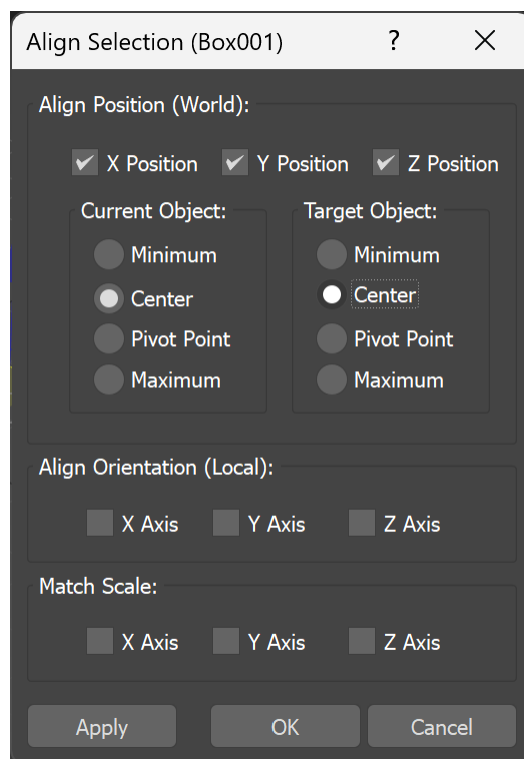 Align Selection (Box001) ?
Align Position (World):
X Position Y Position Z Position
Current Object: Target Object:
Minimum Minimum
Center Center
Pivot Point Pivot Point
Maximum Maximum
Align Orientation (Local):
X Axis Y Axis Z Axis
Match Scale:
X Axis Y Axis Z Axis
Apply OK Cancel